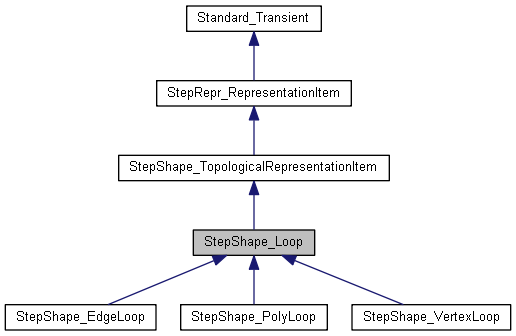 Standard_Transient
StepRepr_RepresentationItem
StepShape_TopologicalRepresentationItem
StepShape_Loop
StepShape_EdgeLoop
StepShape_PolyLoop
StepShape_VertexLoop